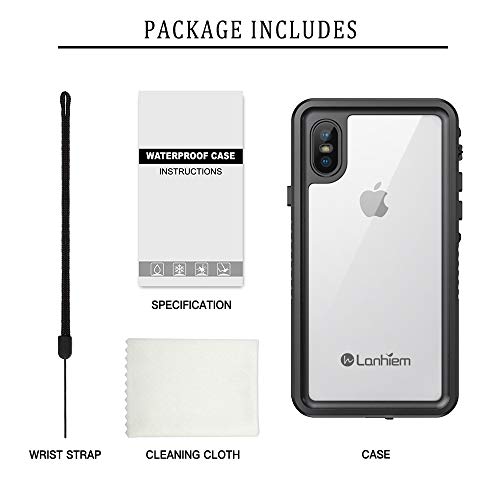 PACKAGE INCLUDES
WATERPROOF CASE
INSTRUCTIONS
SPECIFICATION
Lanhiem
WRIST STRAP
CLEANING CLOTH
CASE